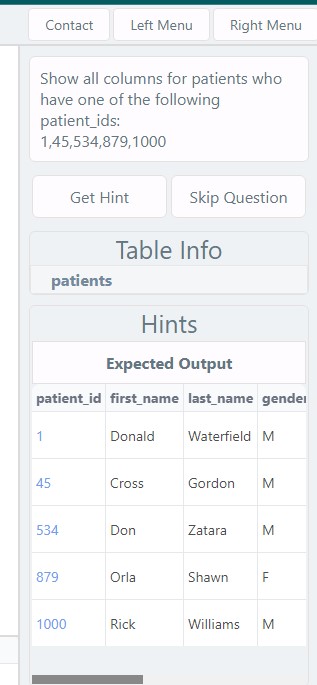 Contact Left Menu Right Menu
Show all columns for patients who
have one of the following
patient_ids:
1,45,534,879,1000
Get Hint Skip Question
Table Info
patients
Hints
Expected Output
patient_id first_name last_name gender
1 Donald Waterfield M
45 Cross Gordon M
534 Don Zatara M
879 Orla Shawn F
1000 Rick Williams M